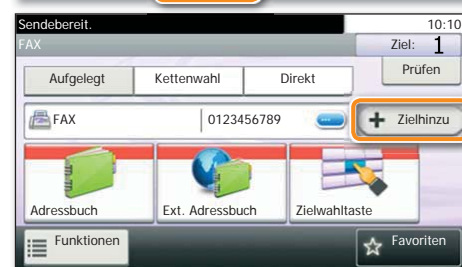 Sendebereit. 10:10
FAX Ziel: 1
Aufgelegt Kettenwahl Direkt Prüfen
FAX 0123456789 Zielhinzu
Adressbuch Ext. Adressbuch Zielwahltaste
Funktionen Favoriten